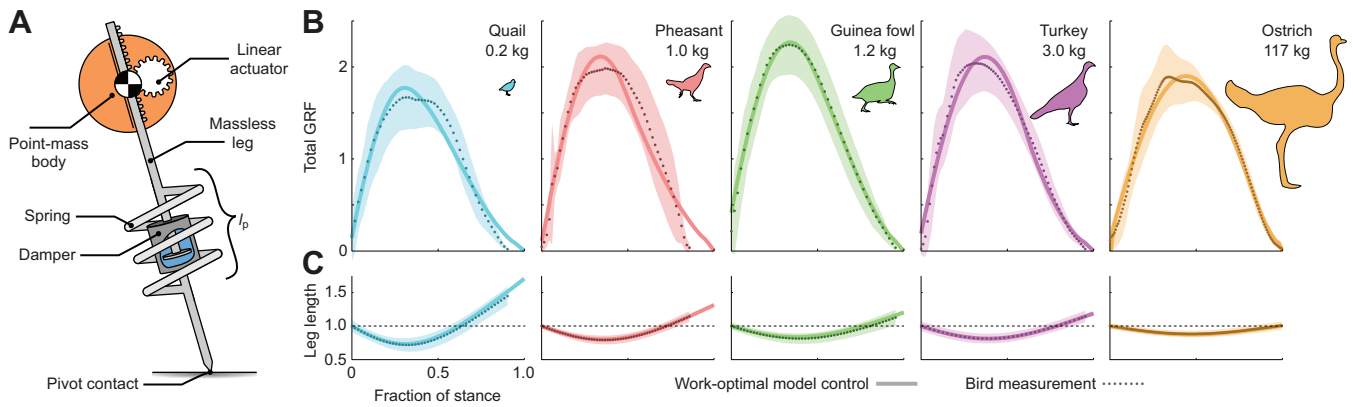 A
Linear
actuator
Point-mass
body
Massless
leg
Spring
lp
Damper
Pivot contact
B
Quail
0.2 kg
Pheasant
1.0 kg
Guinea fowl
1.2 kg
Turkey
3.0 kg
Ostrich
117 kg
Total GRF
2
1
0
C
Leg length
1.5
1.0
0.5
0
0.5
1.0
Fraction of stance
Work-optimal model control
Bird measurement